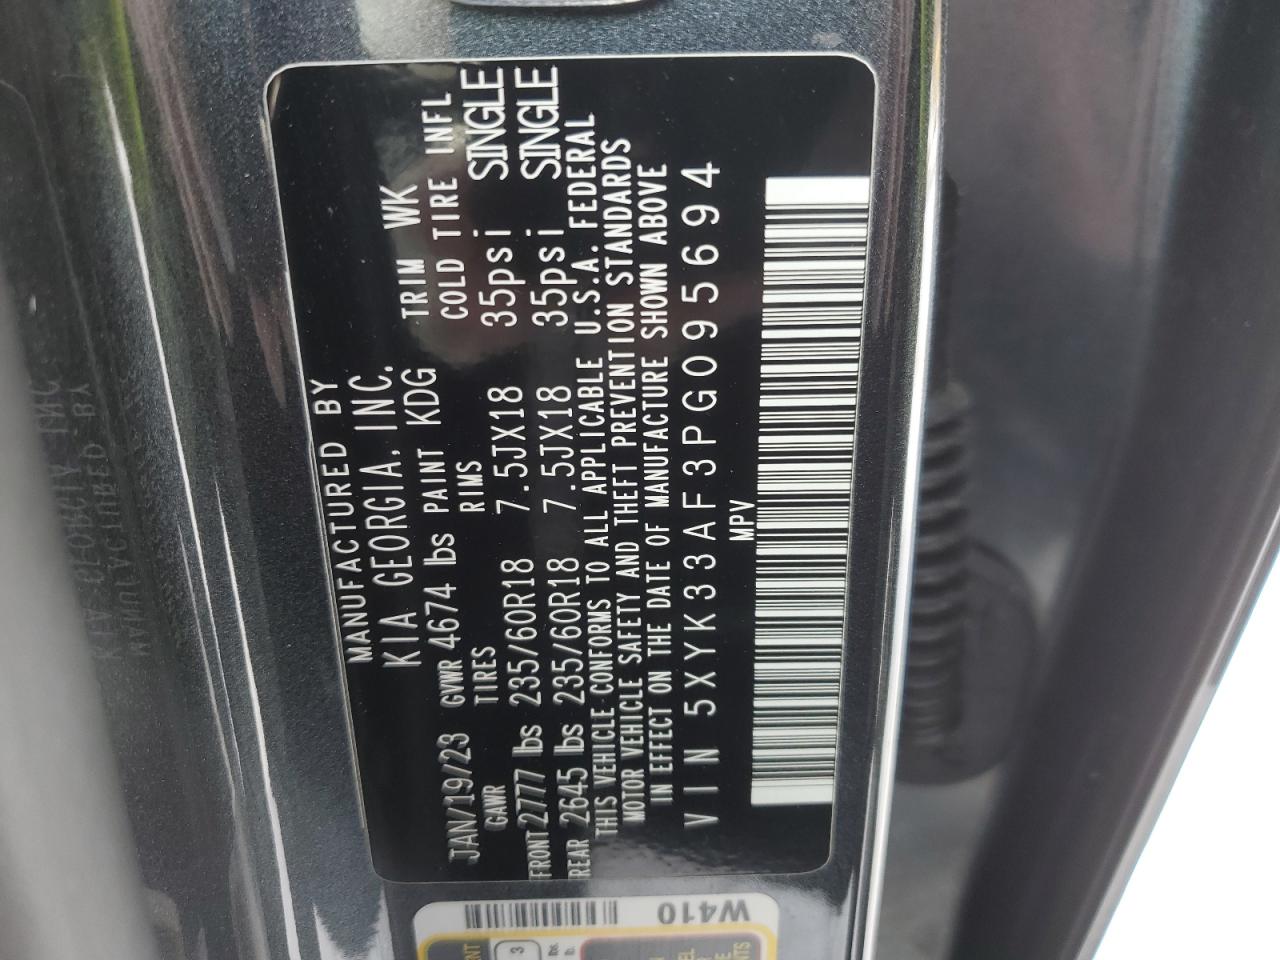 MANUFACTURED BY
KIA GEORGIA, INC.
JAN/19/23 GVWR 4674 lbs PAINT KDG TRIM WK
GAWR TIRES RIMS COLD TIRE INFL
FRONT 2777 lbs 235/60R18 7.5JX18 35psi SINGLE
REAR 2645 lbs 235/60R18 7.5JX18 35psi SINGLE
THIS VEHICLE CONFORMS TO ALL APPLICABLE U.S.A. FEDERAL
MOTOR VEHICLE SAFETY AND THEFT PREVENTION STANDARDS
IN EFFECT ON THE DATE OF MANUFACTURE SHOWN ABOVE
VIN 5XYK33AF3PG095694
MPV
W410
3
lbs.
lb.